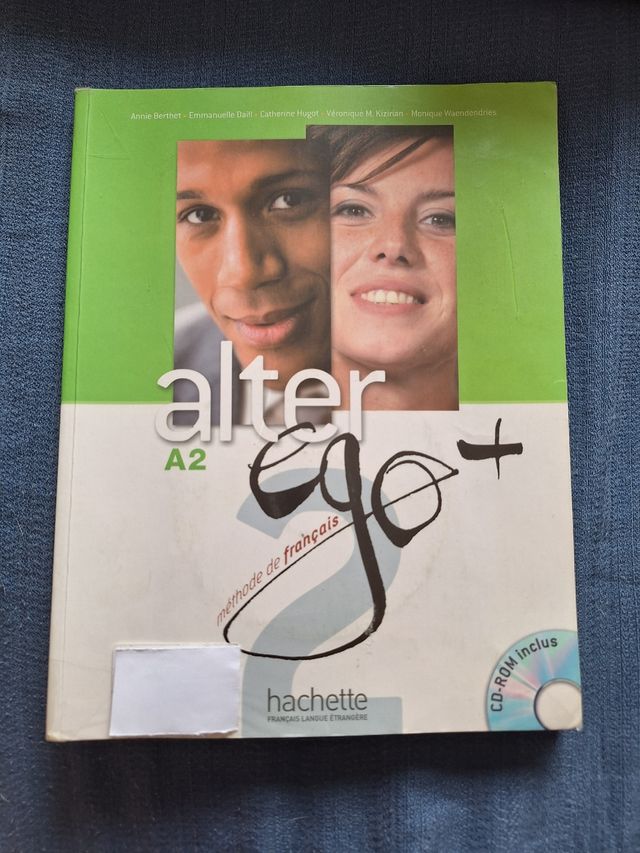 Annie Berthet • Emmanuelle Daill • Catherine Hugot • Véronique M. Kizirian • Monique Waendendries
alter
ego +
A2
2
méthode de français
CD-ROM inclus
hachette
FRANÇAIS LANGUE ÉTRANGÈRE